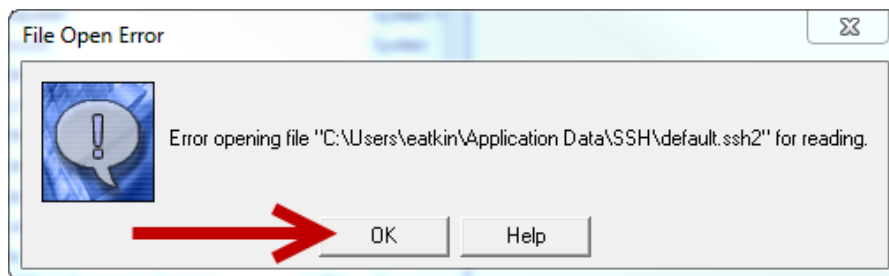 File Open Error
Error opening file "C:\Users\eatkin\Application Data\SSH\default.ssh2" for reading.
OK
Help